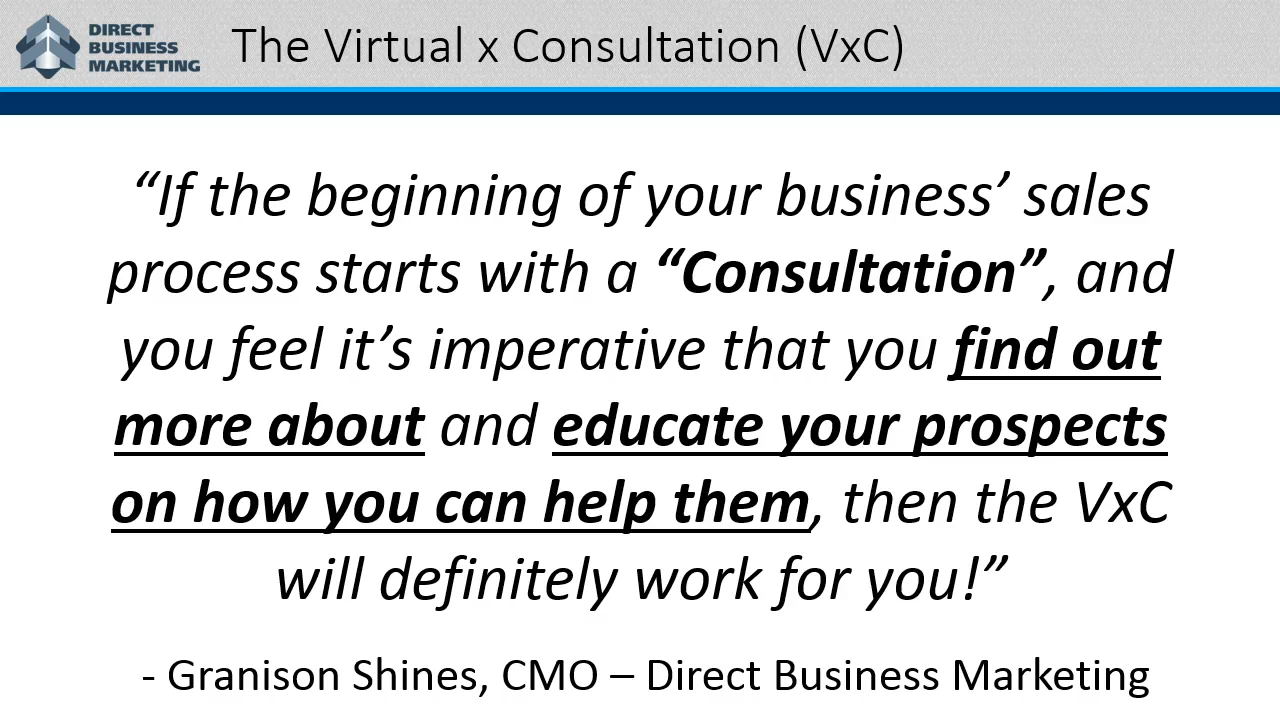 DIRECT
BUSINESS
MARKETING
The Virtual x Consultation (VxC)
“If the beginning of your business’ sales
process starts with a “Consultation”, and
you feel it’s imperative that you find out
more about and educate your prospects
on how you can help them, then the VxC
will definitely work for you!”
- Granison Shines, CMO – Direct Business Marketing